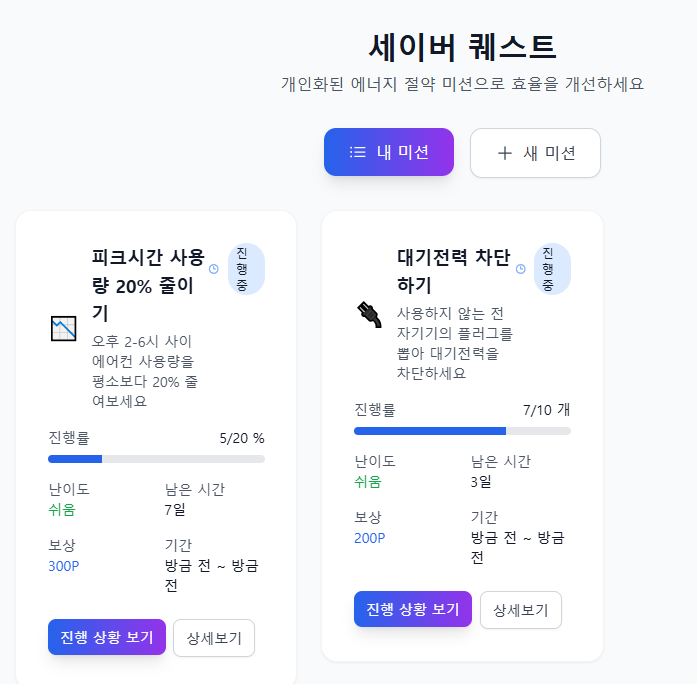 세이버 퀘스트
개인화된 에너지 절약 미션으로 효율을 개선하세요
내 미션
새 미션
피크시간 사용
량 20% 줄이
기
진
행
중
오후 2-6시 사이
에어컨 사용량을
평소보다 20% 줄
여보세요
진행률
5/20 %
난이도
남은 시간
쉬움
7일
보상
기간
300P
방금 전 ~ 방금
전
진행 상황 보기
상세보기
대기전력 차단
하기
진
행
중
사용하지 않는 전
자기기의 플러그를
뽑아 대기전력을
차단하세요
진행률
7/10 개
난이도
남은 시간
쉬움
3일
보상
기간
200P
방금 전 ~ 방금
전
진행 상황 보기
상세보기